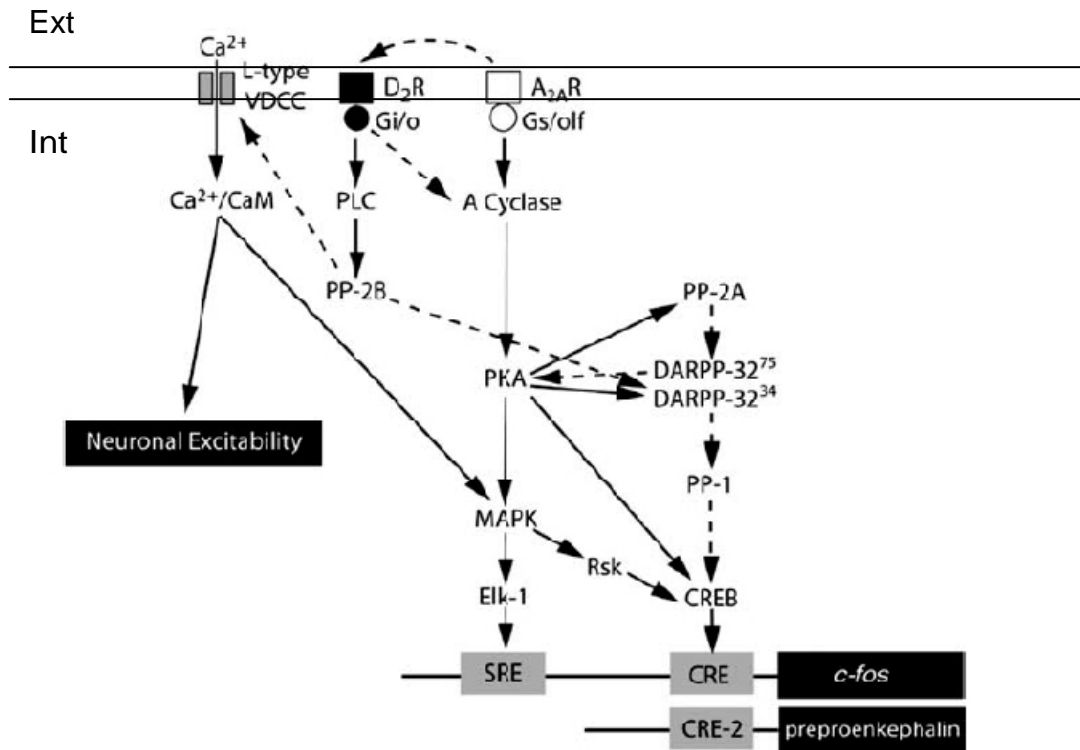 Ext
Ca²⁺
L-type
VDCC
D₂R
A₂ₐR
Gi/o
Gs/olf
Int
Ca²⁺/CaM
PLC
A Cyclase
PP-2B
PP-2A
PKA
DARPP-32⁷⁵
DARPP-32³⁴
Neuronal Excitability
PP-1
MAPK
Rsk
Elk-1
CREB
SRE
CRE
c-fos
CRE-2
preproenkephalin